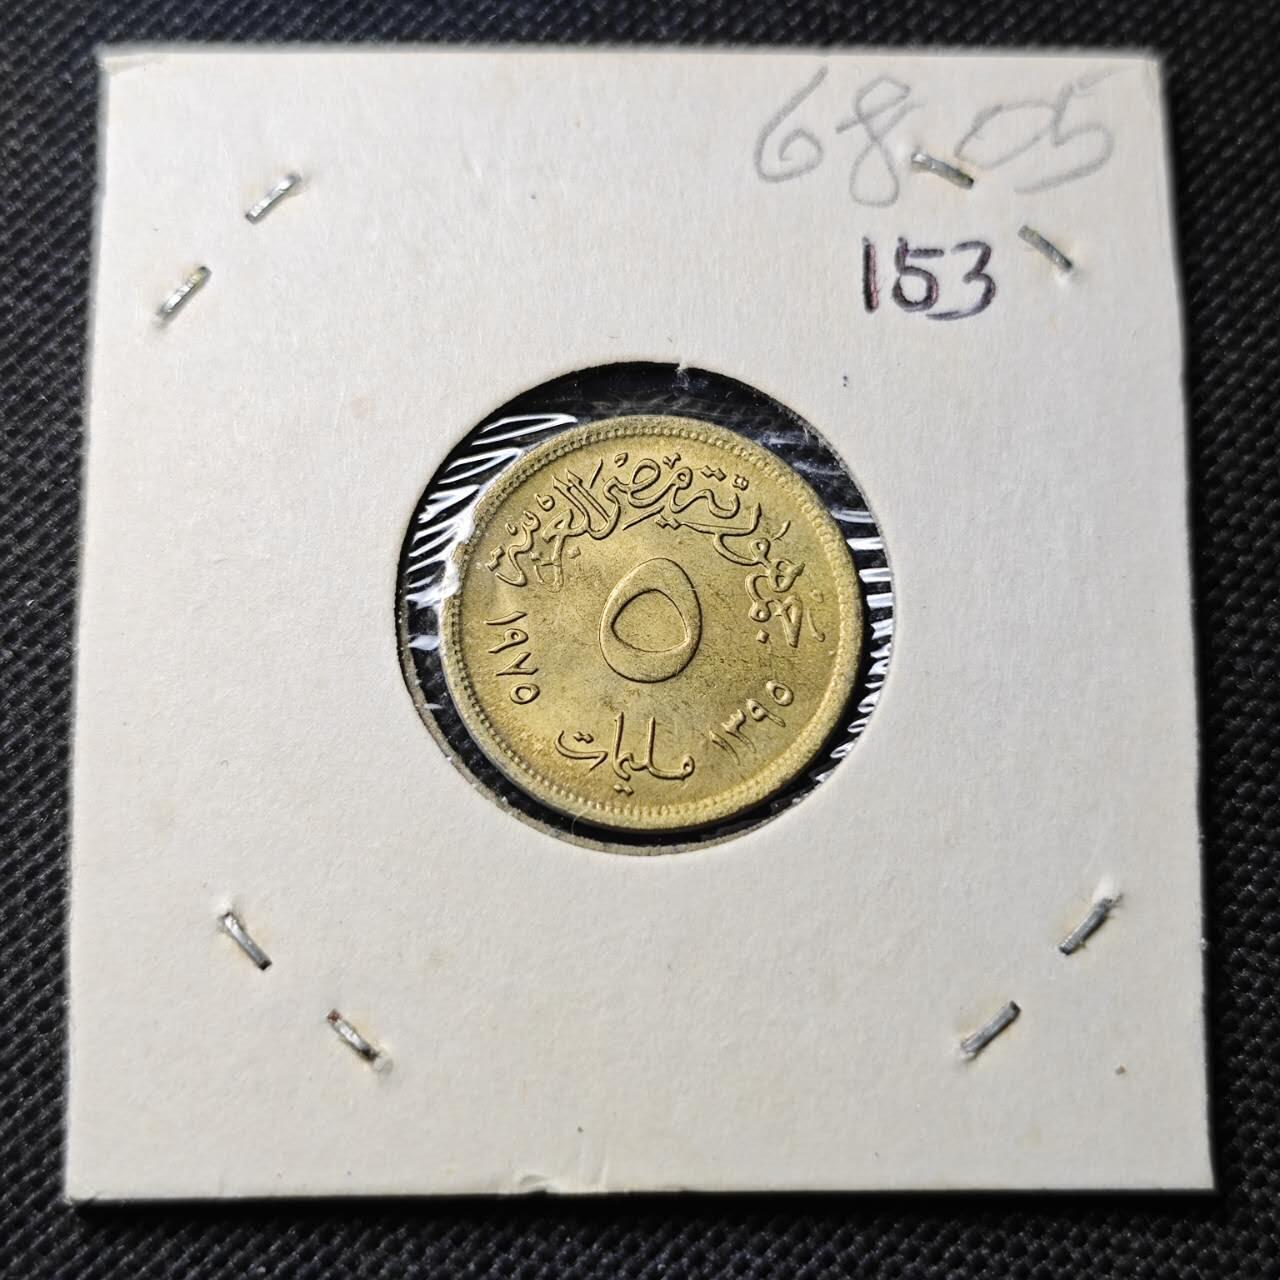 68.05
153
جمهورية مصر العربية
٥
١٣٩٥
١٩٧٥
مليمات